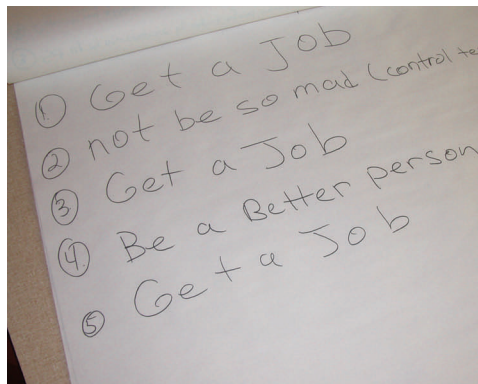 ① Get a Job
② not be so mad (control te
③ Get a Job
④ Be a Better person
⑤ Get a Job